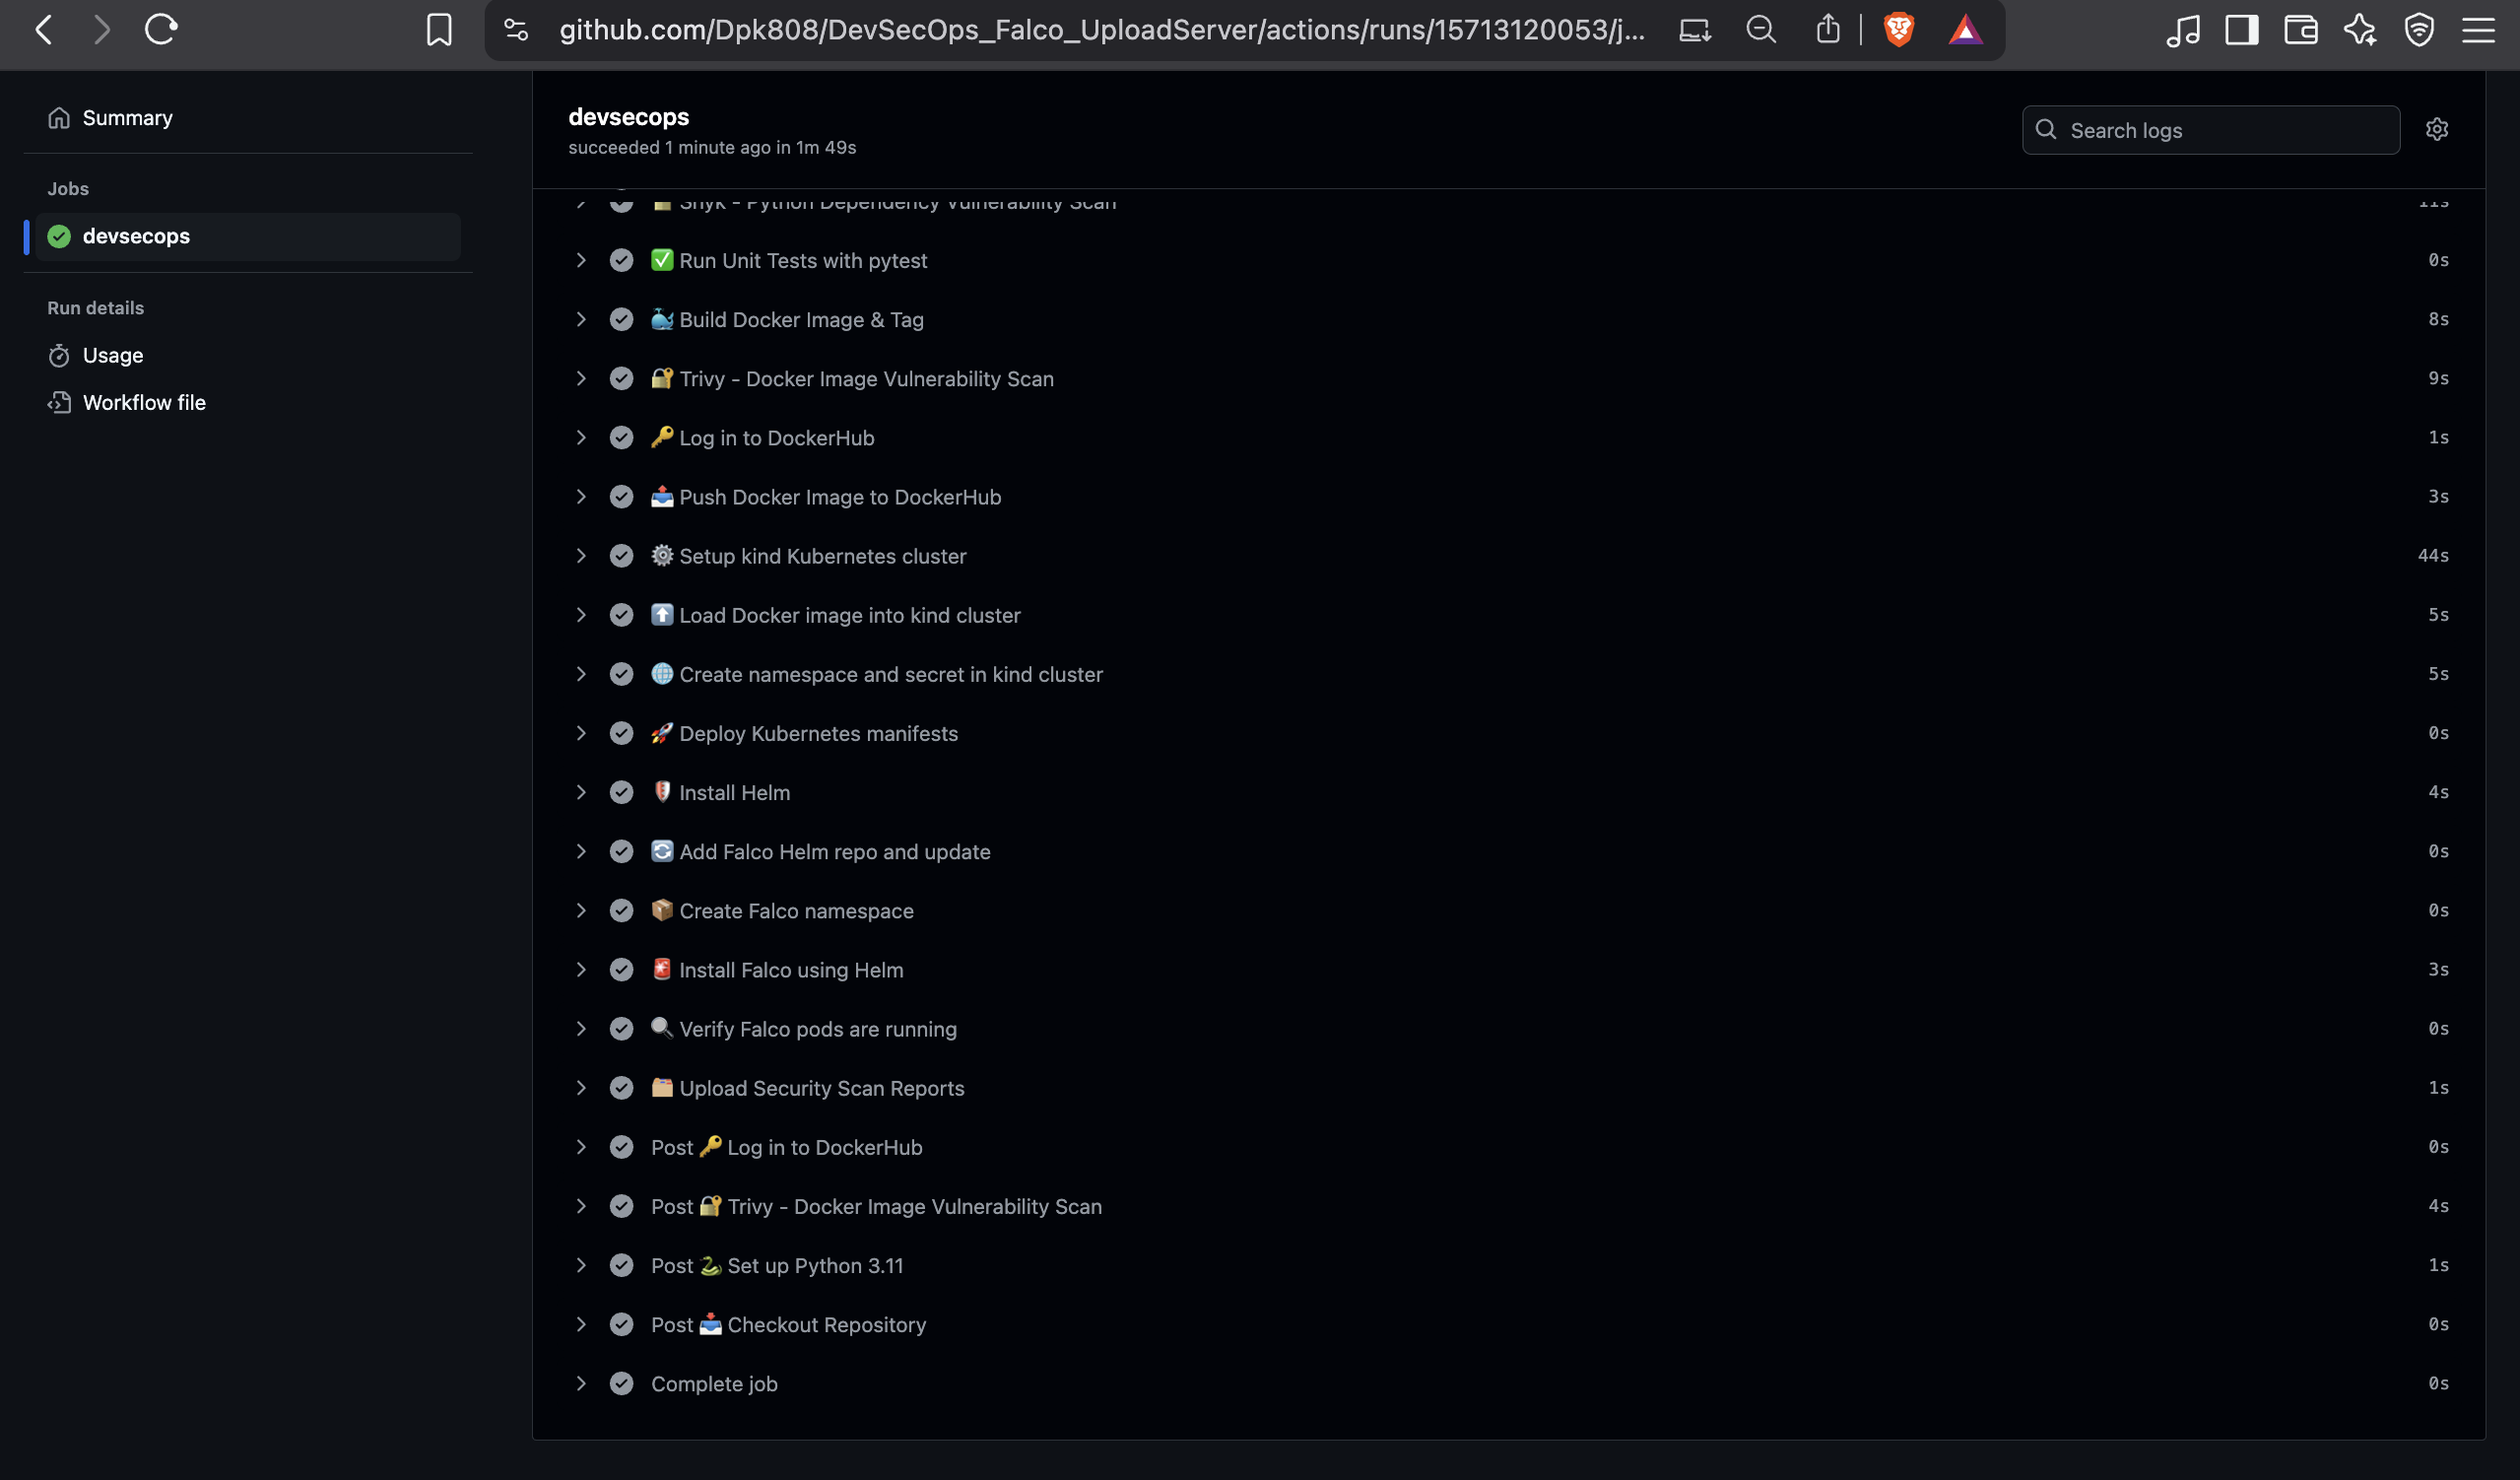 github.com/Dpk808/DevSecOps_Falco_UploadServer/actions/runs/15713120053/j...
Summary
Jobs
devsecops
Run details
Usage
Workflow file
devsecops
succeeded 1 minute ago in 1m 49s
Search logs
Snyk - Python Dependency Vulnerability Scan 11s
Run Unit Tests with pytest 0s
Build Docker Image & Tag 8s
Trivy - Docker Image Vulnerability Scan 9s
Log in to DockerHub 1s
Push Docker Image to DockerHub 3s
Setup kind Kubernetes cluster 44s
Load Docker image into kind cluster 5s
Create namespace and secret in kind cluster 5s
Deploy Kubernetes manifests 0s
Install Helm 4s
Add Falco Helm repo and update 0s
Create Falco namespace 0s
Install Falco using Helm 3s
Verify Falco pods are running 0s
Upload Security Scan Reports 1s
Post Log in to DockerHub 0s
Post Trivy - Docker Image Vulnerability Scan 4s
Post Set up Python 3.11 1s
Post Checkout Repository 0s
Complete job 0s